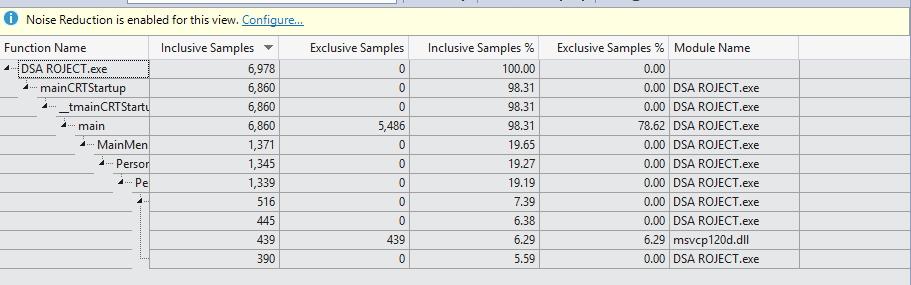 Noise Reduction is enabled for this view. Configure...
Function Name Inclusive Samples Exclusive Samples Inclusive Samples % Exclusive Samples % Module Name
DSA ROJECT.exe 6,978 0 100.00 0.00
mainCRTStartup 6,860 0 98.31 0.00 DSA ROJECT.exe
__tmainCRTStartu 6,860 0 98.31 0.00 DSA ROJECT.exe
main 6,860 5,486 98.31 78.62 DSA ROJECT.exe
MainMen 1,371 0 19.65 0.00 DSA ROJECT.exe
Person 1,345 0 19.27 0.00 DSA ROJECT.exe
Pe 1,339 0 19.19 0.00 DSA ROJECT.exe
516 0 7.39 0.00 DSA ROJECT.exe
445 0 6.38 0.00 DSA ROJECT.exe
439 439 6.29 6.29 msvcp120d.dll
390 0 5.59 0.00 DSA ROJECT.exe